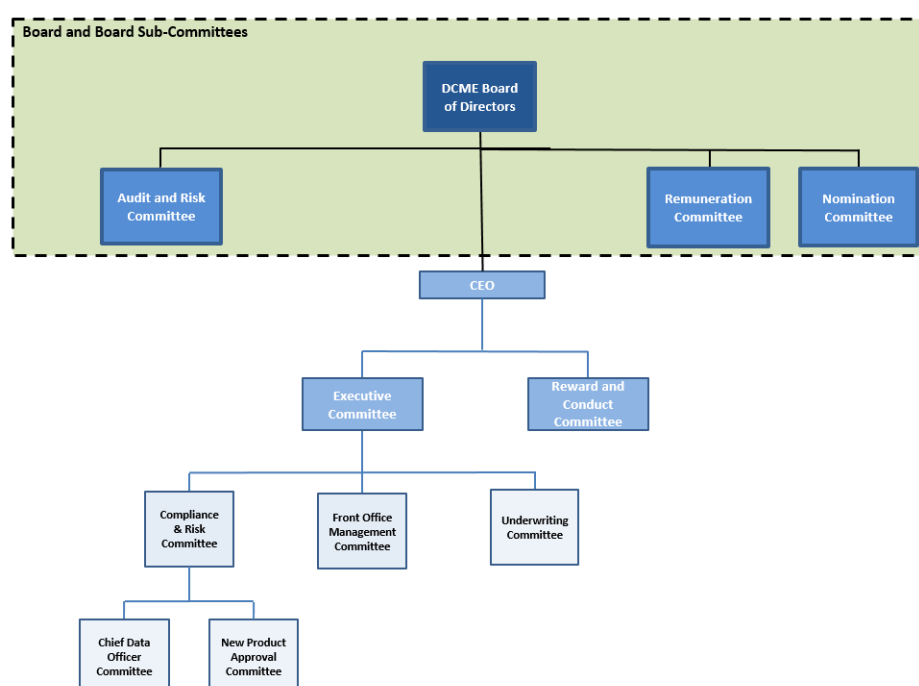 Board and Board Sub-Committees
DCME Board
of Directors
Audit and Risk
Committee
Remuneration
Committee
Nomination
Committee
CEO
Executive
Committee
Reward and
Conduct
Committee
Compliance
& Risk
Committee
Front Office
Management
Committee
Underwriting
Committee
Chief Data
Officer
Committee
New Product
Approval
Committee